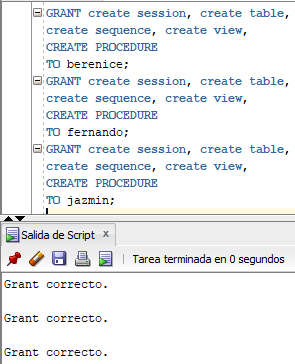 GRANT create session, create table,
create sequence, create view,
CREATE PROCEDURE
TO berenice;
GRANT create session, create table,
create sequence, create view,
CREATE PROCEDURE
TO fernando;
GRANT create session, create table,
create sequence, create view,
CREATE PROCEDURE
TO jazmin;
Salida de Script x
Tarea terminada en 0 segundos
Grant correcto.
Grant correcto.
Grant correcto.